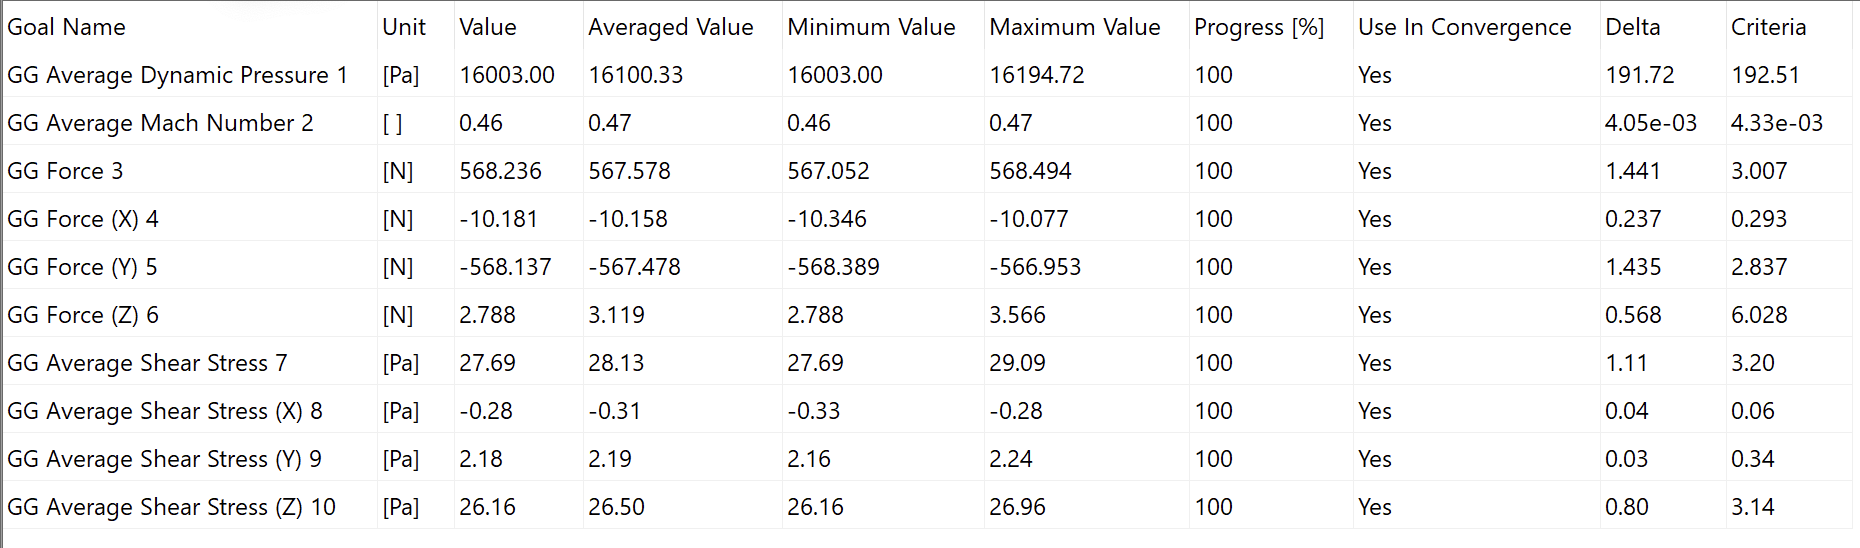 Goal Name Unit Value Averaged Value Minimum Value Maximum Value Progress [%] Use In Convergence Delta Criteria
GG Average Dynamic Pressure 1 [Pa] 16003.00 16100.33 16003.00 16194.72 100 Yes 191.72 192.51
GG Average Mach Number 2 [ ] 0.46 0.47 0.46 0.47 100 Yes 4.05e-03 4.33e-03
GG Force 3 [N] 568.236 567.578 567.052 568.494 100 Yes 1.441 3.007
GG Force (X) 4 [N] -10.181 -10.158 -10.346 -10.077 100 Yes 0.237 0.293
GG Force (Y) 5 [N] -568.137 -567.478 -568.389 -566.953 100 Yes 1.435 2.837
GG Force (Z) 6 [N] 2.788 3.119 2.788 3.566 100 Yes 0.568 6.028
GG Average Shear Stress 7 [Pa] 27.69 28.13 27.69 29.09 100 Yes 1.11 3.20
GG Average Shear Stress (X) 8 [Pa] -0.28 -0.31 -0.33 -0.28 100 Yes 0.04 0.06
GG Average Shear Stress (Y) 9 [Pa] 2.18 2.19 2.16 2.24 100 Yes 0.03 0.34
GG Average Shear Stress (Z) 10 [Pa] 26.16 26.50 26.16 26.96 100 Yes 0.80 3.14